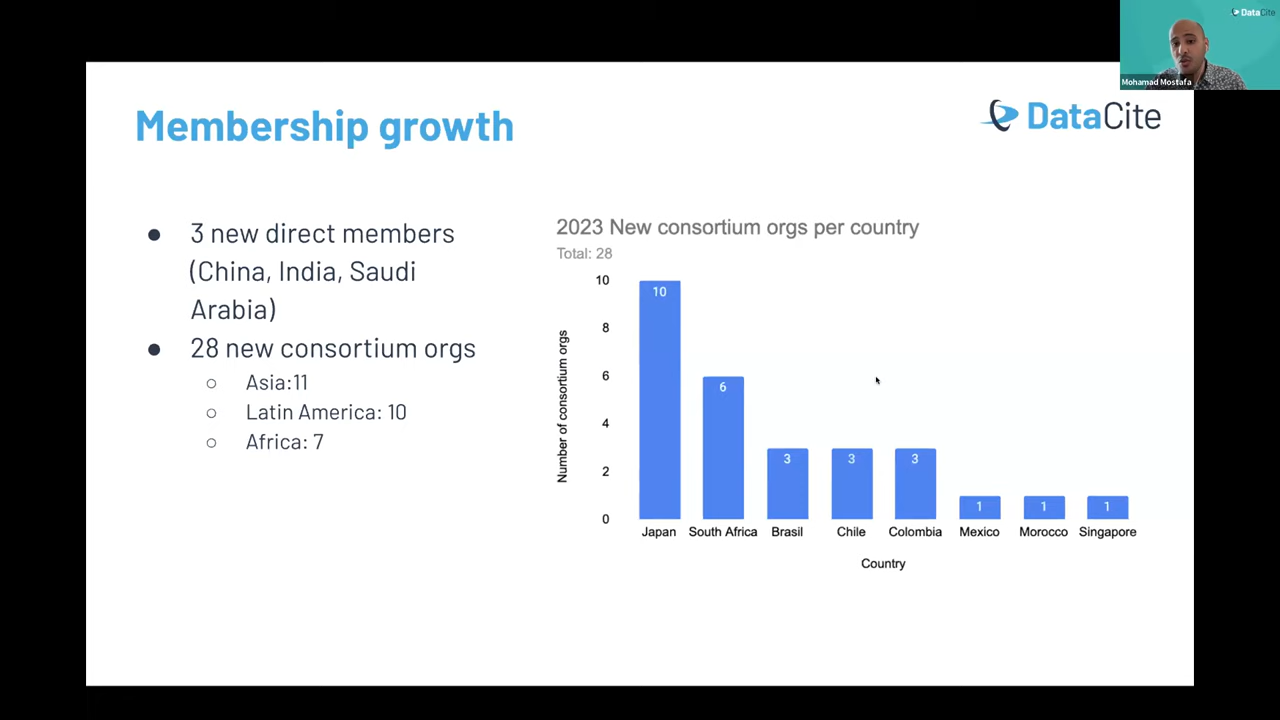 DataCite
Mohamad Mostafa
Membership growth
DataCite
● 3 new direct members
(China, India, Saudi
Arabia)
● 28 new consortium orgs
○ Asia:11
○ Latin America: 10
○ Africa: 7
2023 New consortium orgs per country
Total: 28
Number of consortium orgs
10
8
6
4
2
0
10
6
3
3
3
1
1
1
Japan South Africa Brasil Chile Colombia Mexico Morocco Singapore
Country